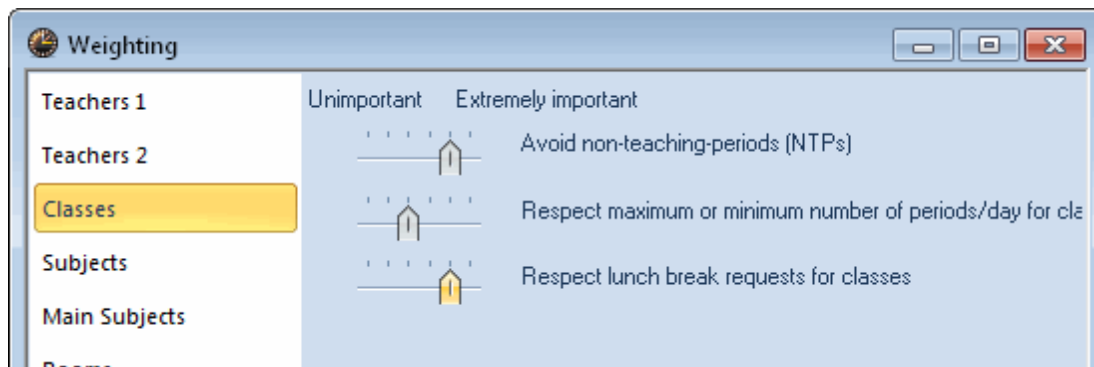 Weighting
Teachers 1
Teachers 2
Classes
Subjects
Main Subjects
Unimportant Extremely important
Avoid non-teaching-periods (NTPs)
Respect maximum or minimum number of periods/day for cla
Respect lunch break requests for classes